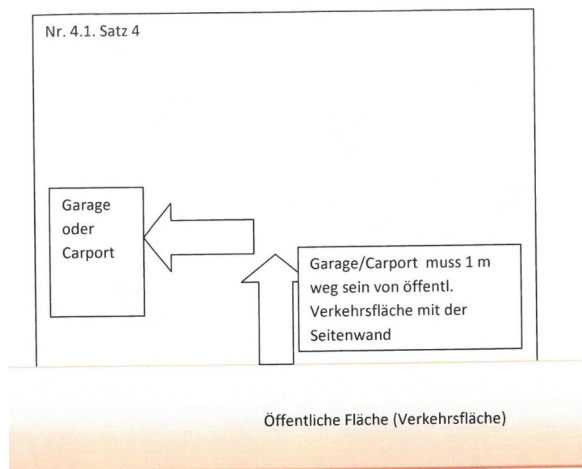 Nr. 4.1. Satz 4
Garage
oder
Carport
Garage/Carport muss 1 m
weg sein von öffentl.
Verkehrsfläche mit der
Seitenwand
Öffentliche Fläche (Verkehrsfläche)